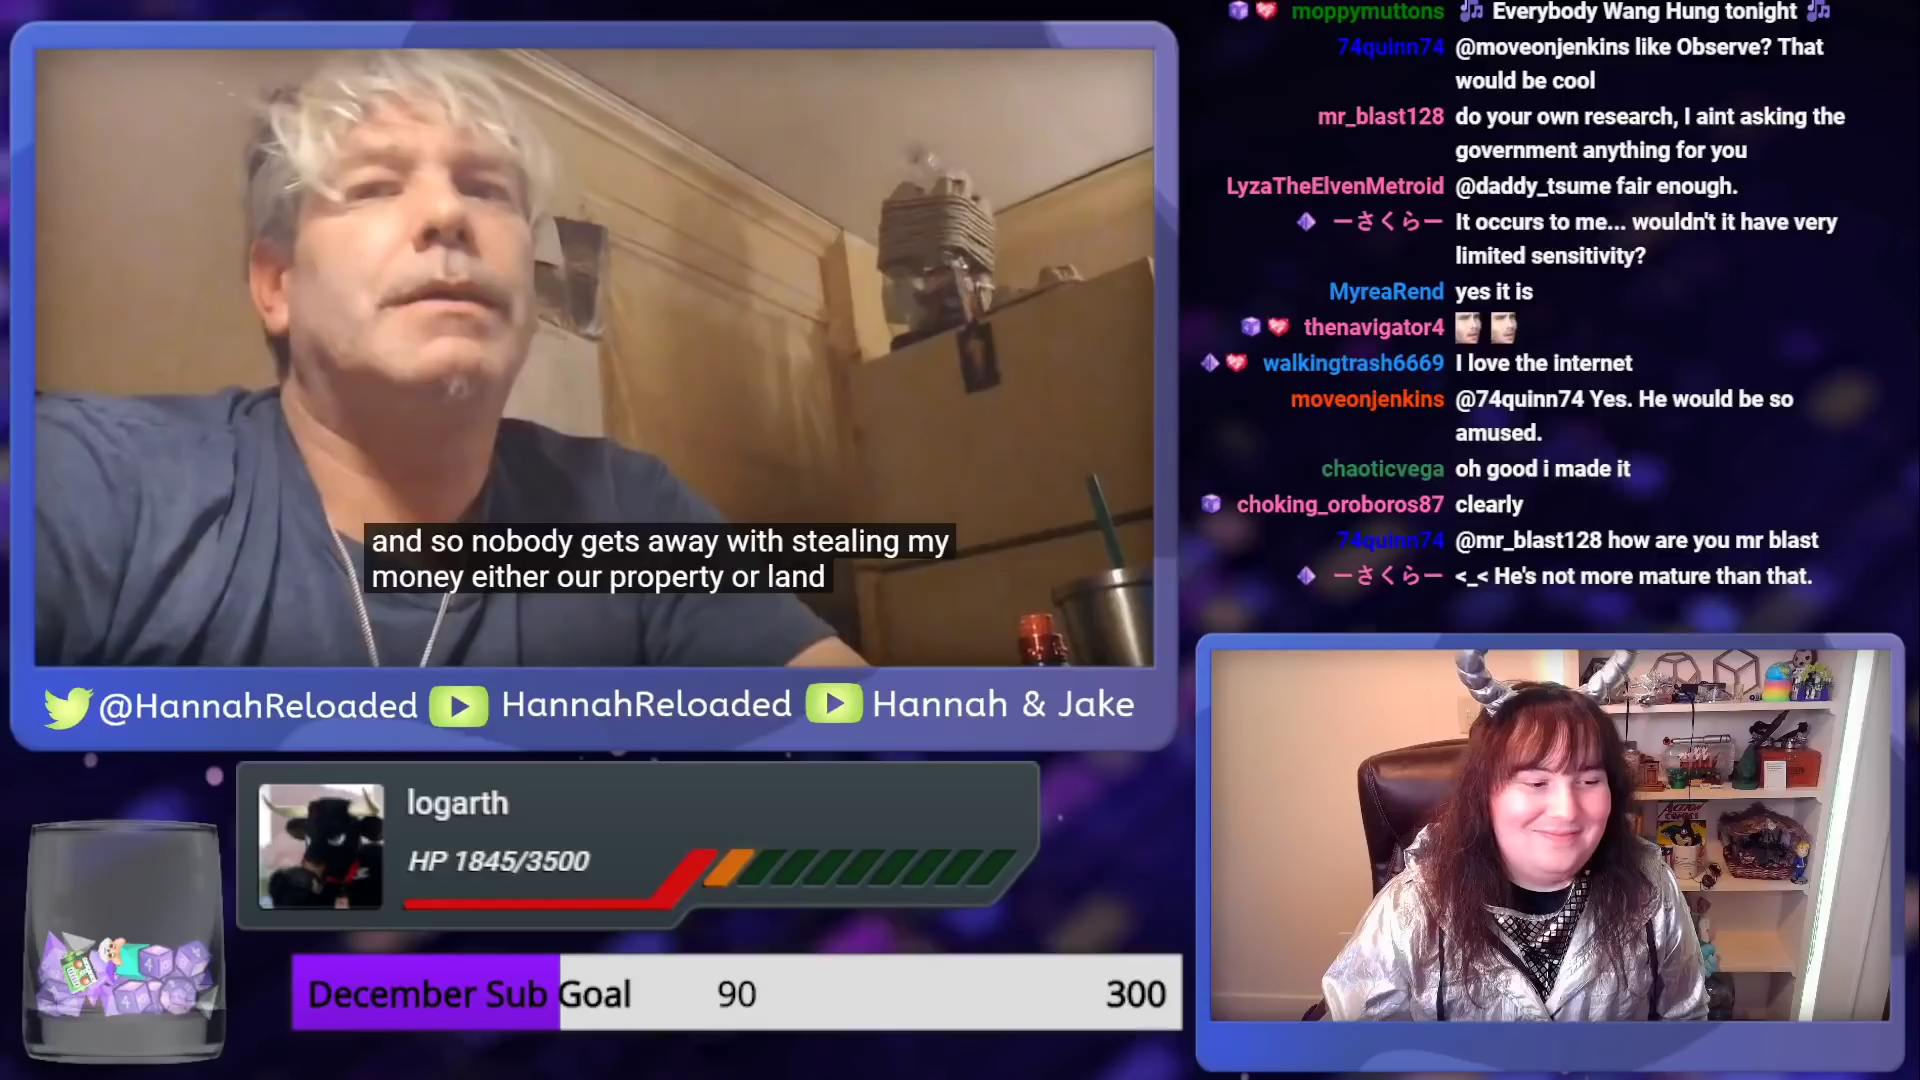 and so nobody gets away with stealing my
money either our property or land
@HannahReloaded HannahReloaded Hannah & Jake
logarth
HP 1845/3500
December Sub Goal 90 300
moppymuttons Everybody Wang Hung tonight
74quinn74 @moveonjenkins like Observe? That
would be cool
mr_blast128 do your own research, I aint asking the
government anything for you
LyzaTheElvenMetroid @daddy_tsume fair enough.
ーさくらー It occurs to me... wouldn't it have very
limited sensitivity?
MyreaRend yes it is
thenavigator4
walkingtrash6669 I love the internet
moveonjenkins @74quinn74 Yes. He would be so
amused.
chaoticvega oh good i made it
choking_oroboros87 clearly
74quinn74 @mr_blast128 how are you mr blast
ーさくらー <_< He's not more mature than that.
ACTION
COMICS